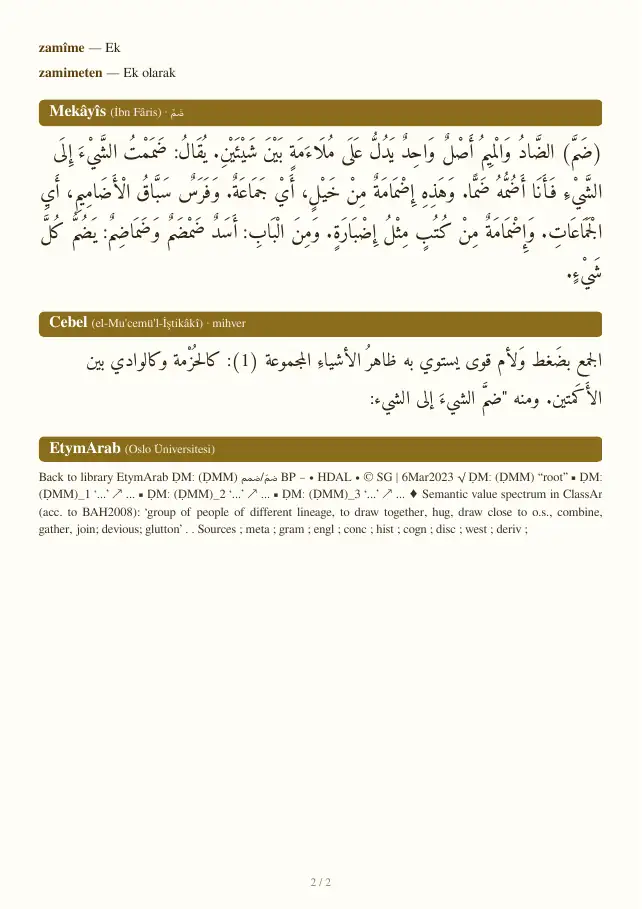 zamîme — Ek
zamimeten — Ek olarak
Mekâyîs (İbn Fâris) · ضمّ
(ضَمَّ) الضَّادُ وَالْمِيمُ أَصْلٌ وَاحِدٌ يَدُلُّ عَلَى مُلَاءَمَةٍ بَيْنَ شَيْئَيْنِ. يُقَالُ: ضَمَمْتُ الشَّيْءَ إِلَى
الشَّيْءِ فَأَنَا أَضُمُّهُ ضَمًّا. وَهَذِهِ إِضْمَامَةٌ مِنْ خَيْلٍ، أَيْ جَمَاعَةٌ. وَفَرَسٌ سَبَّاقُ الْأَضَامِيمِ، أَيِ
الْجَمَاعَاتِ. وَإِضْمَامَةٌ مِنْ كُتُبٍ مِثْلُ إِضْبَارَةٍ. وَمِنَ الْبَابِ: أَسَدٌ ضَمْضَمٌ وَضَمَاضِمٌ: يَضُمُّ كُلَّ
شَيْءٍ.
Cebel (el-Mu'cemü'l-İştikâkî) · mihver
الجمع بضَغط وَلأم قوى يستوي به ظاهرُ الأشياءِ المجموعة (1): كالحُزْمة وكالوادي بين
الأَكَمتين. ومنه "ضمَّ الشيءَ إلى الشيء:
EtymArab (Oslo Üniversitesi)
Back to library EtymArab ḌM: (ḌMM) ضمّ/ضمم BP – • HDAL • © SG | 6Mar2023 √ ḌM: (ḌMM) “root” ▪ ḌM:
(ḌMM)_1 ‘...’ ↗ ... ▪ ḌM: (ḌMM)_2 ‘...’ ↗ ... ▪ ḌM: (ḌMM)_3 ‘...’ ↗ ... ♦ Semantic value spectrum in ClassAr
(acc. to BAH2008): ‘group of people of different lineage, to draw together, hug, draw close to o.s., combine,
gather, join; devious; glutton’ . . Sources ; meta ; gram ; engl ; conc ; hist ; cogn ; disc ; west ; deriv ;
2 / 2